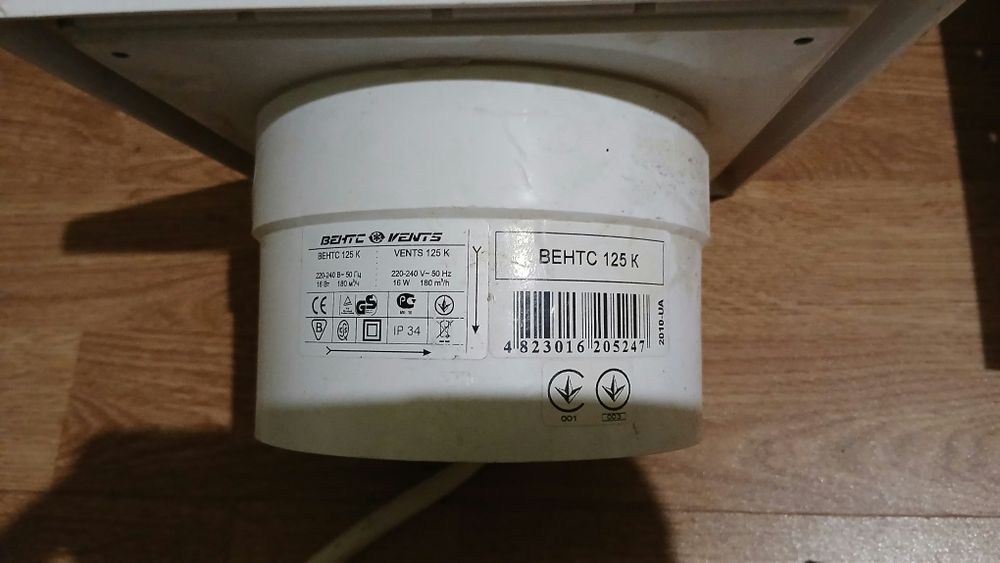 ВЕНТС VENTS
ВЕНТС 125 К VENTS 125 K
220-240 В~ 50 Гц 220-240 V~ 50 Hz
16 Вт 180 м³/ч 16 W 180 m³/h
CE GS
B IP 34
Y
ВЕНТС 125 К
4 823016 205247
2010-UA
001 003